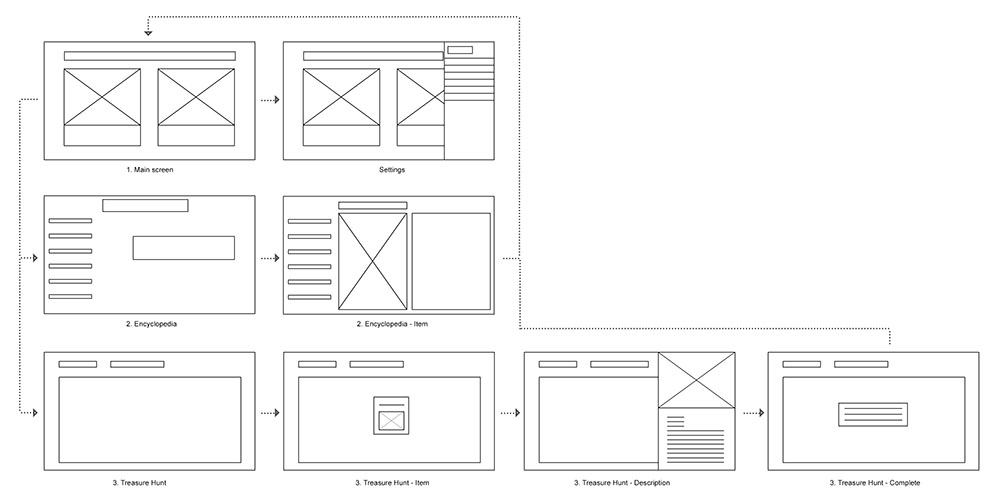 1. Main screen
Settings
2. Encyclopedia
2. Encyclopedia - Item
3. Treasure Hunt
3. Treasure Hunt - Item
3. Treasure Hunt - Description
3. Treasure Hunt - Complete